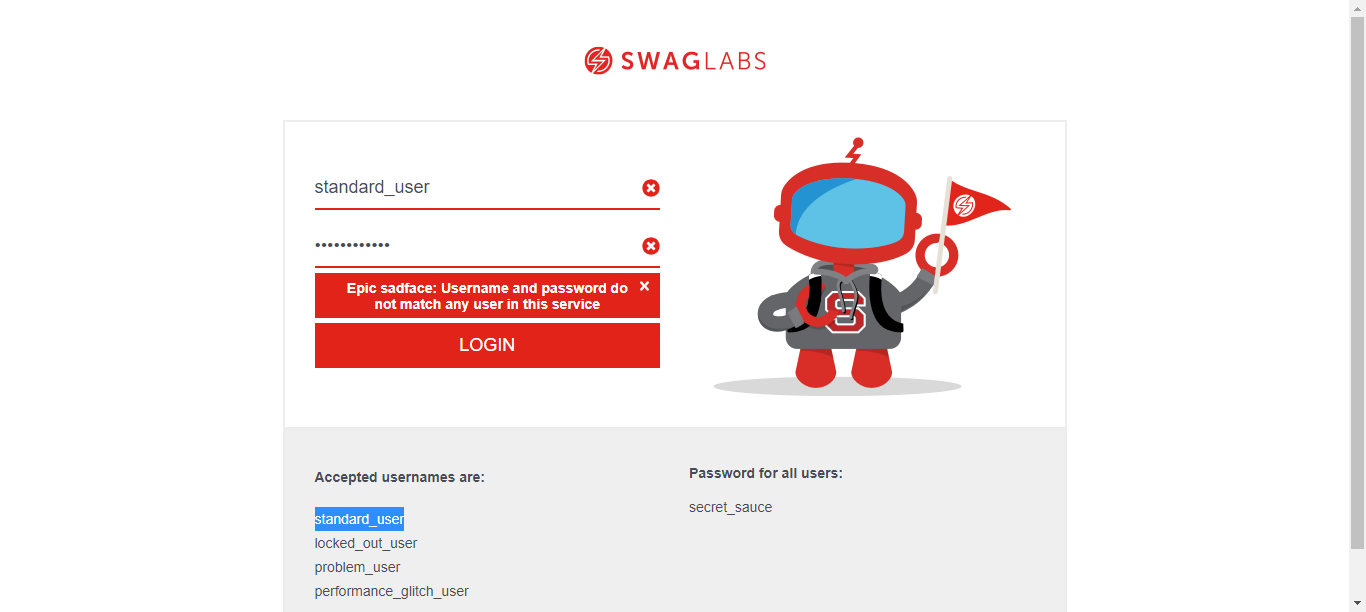 SWAGLABS
standard_user
••••••••••••
Epic sadface: Username and password do
not match any user in this service
LOGIN
S
Accepted usernames are:
standard_user
locked_out_user
problem_user
performance_glitch_user
Password for all users:
secret_sauce